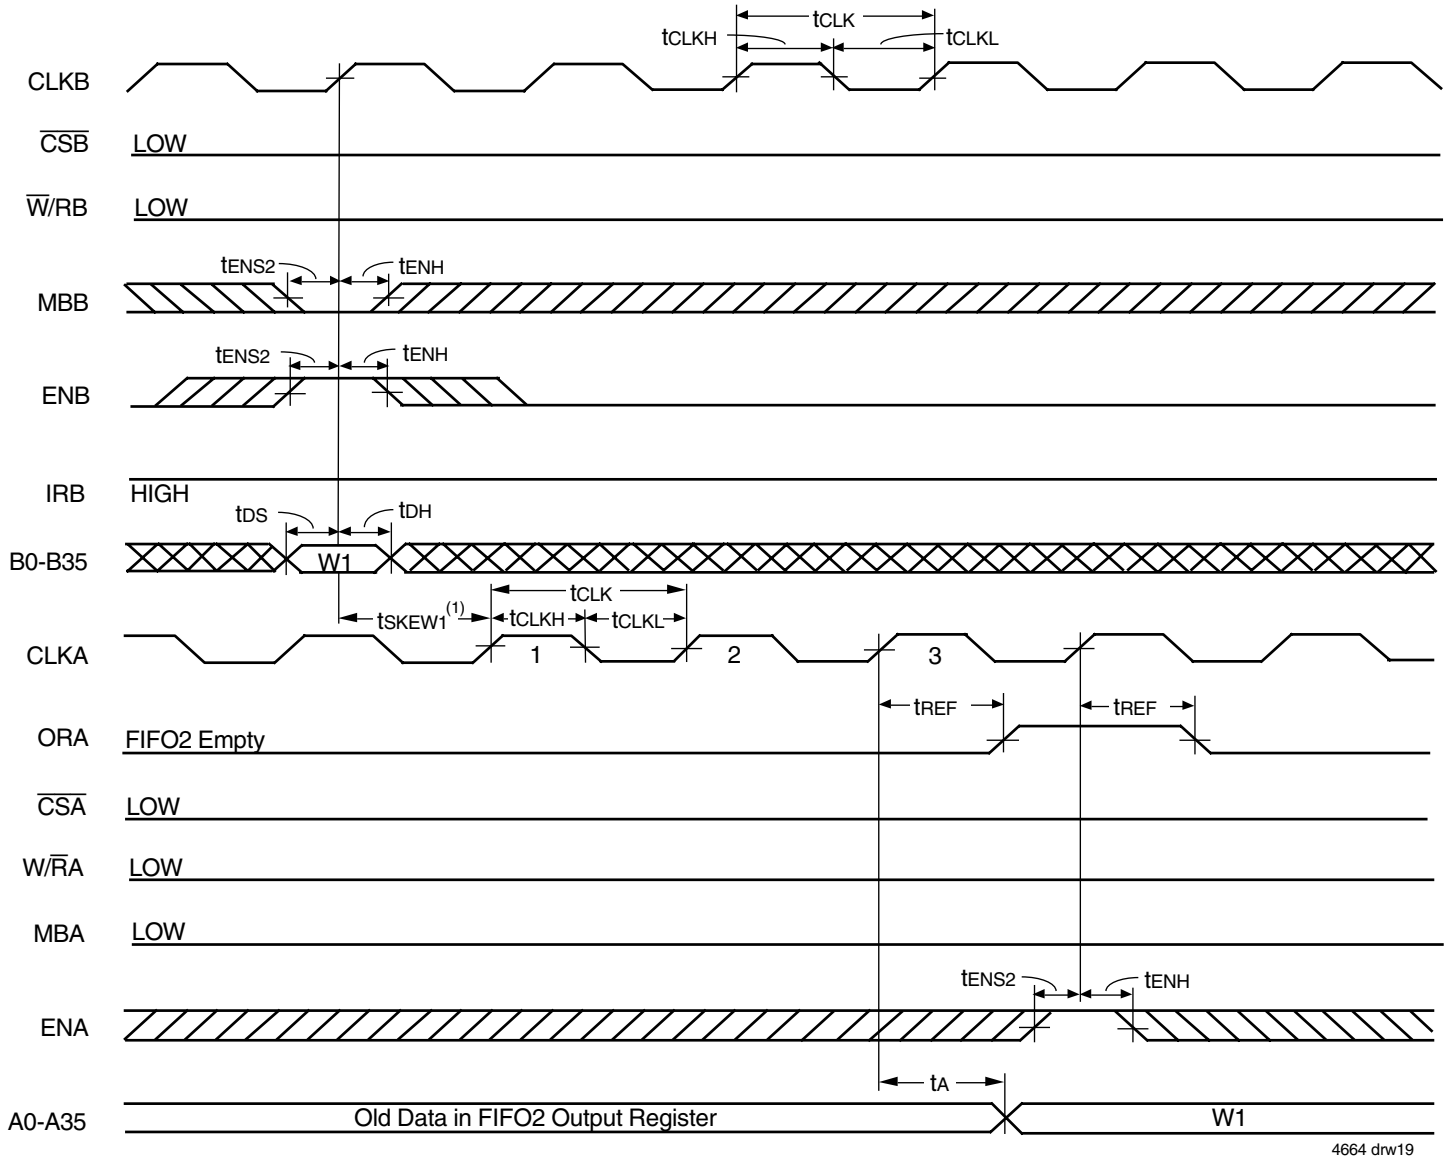 tCLK
tCLKH tCLKL
CLKB
CSB LOW
W/RB LOW
tENS2 tENH
MBB
tENS2 tENH
ENB
IRB HIGH
tDS tDH
B0-B35 W1
tCLK
tSKEW1(1) tCLKH tCLKL
CLKA 1 2 3
tREF tREF
ORA FIFO2 Empty
CSA LOW
W/RA LOW
MBA LOW
tENS2 tENH
ENA
tA
A0-A35 Old Data in FIFO2 Output Register W1
4664 drw19